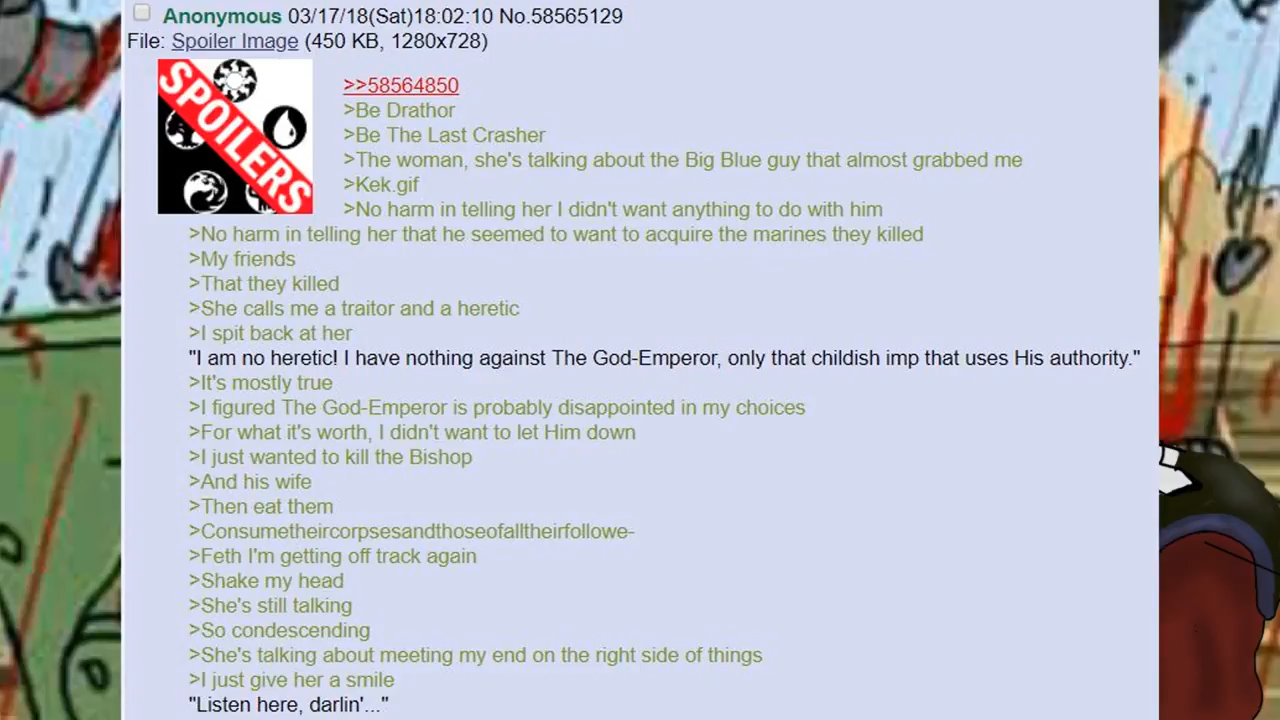 Anonymous 03/17/18(Sat)18:02:10 No.58565129
File: Spoiler Image (450 KB, 1280x728)
SPOILERS
>>58564850
>Be Drathor
>Be The Last Crasher
>The woman, she's talking about the Big Blue guy that almost grabbed me
>Kek.gif
>No harm in telling her I didn't want anything to do with him
>No harm in telling her that he seemed to want to acquire the marines they killed
>My friends
>That they killed
>She calls me a traitor and a heretic
>I spit back at her
"I am no heretic! I have nothing against The God-Emperor, only that childish imp that uses His authority."
>It's mostly true
>I figured The God-Emperor is probably disappointed in my choices
>For what it's worth, I didn't want to let Him down
>I just wanted to kill the Bishop
>And his wife
>Then eat them
>Consumetheircorpsesandthoseofalltheirfollowe-
>Feth I'm getting off track again
>Shake my head
>She's still talking
>So condescending
>She's talking about meeting my end on the right side of things
>I just give her a smile
"Listen here, darlin'..."